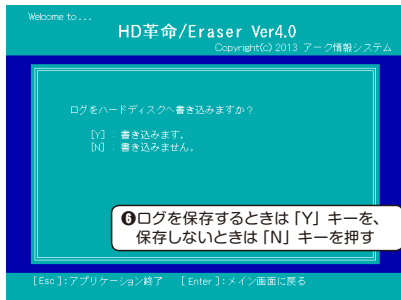 Welcome to...
HD革命/Eraser Ver4.0
Copyright(C) 2013 アーク情報システム
ログをハードディスクへ書き込みますか？
[Y] : 書き込みます。
[N] : 書き込みません。
❻ログを保存するときは「Y」キーを、
保存しないときは「N」キーを押す
[Esc]:アプリケーション終了　[Enter]:メイン画面に戻る